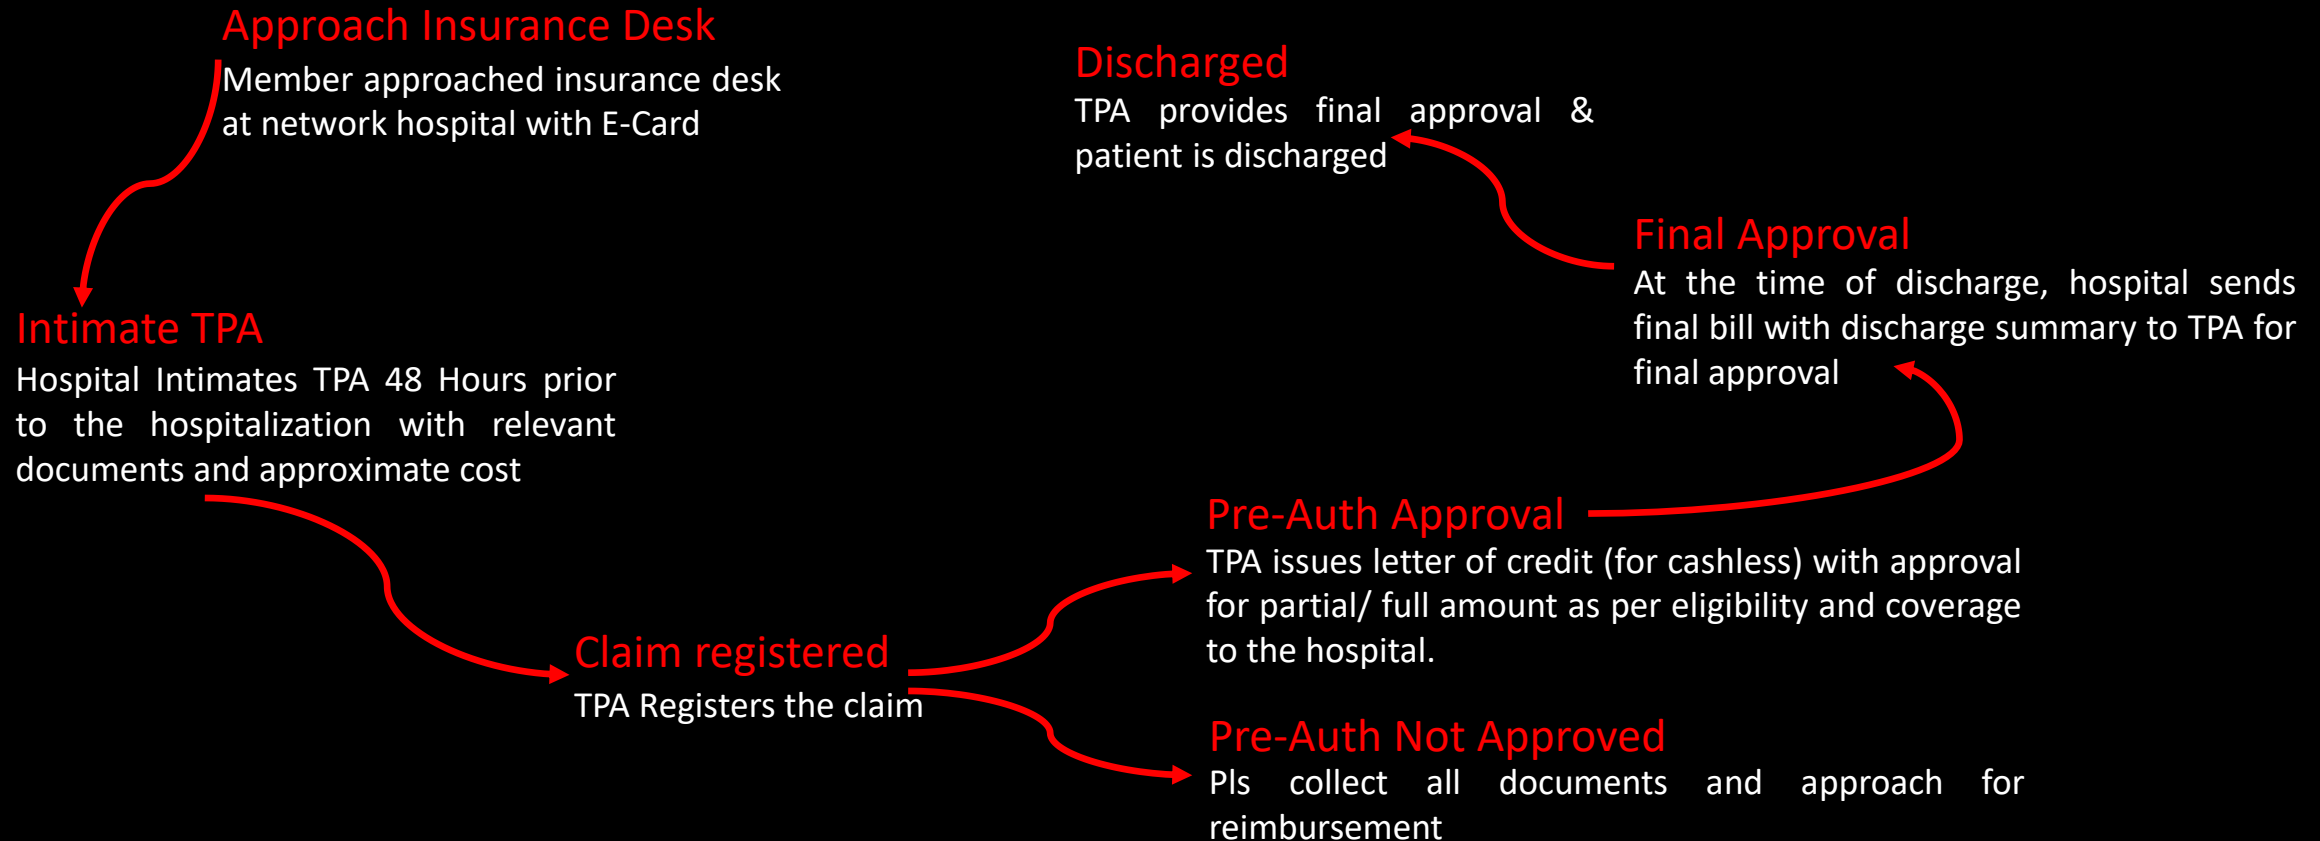 Approach Insurance Desk
Member approached insurance desk
at network hospital with E-Card
Intimate TPA
Hospital Intimates TPA 48 Hours prior
to the hospitalization with relevant
documents and approximate cost
Claim registered
TPA Registers the claim
Pre-Auth Approval
TPA issues letter of credit (for cashless) with approval
for partial/ full amount as per eligibility and coverage
to the hospital.
Pre-Auth Not Approved
Pls collect all documents and approach for
reimbursement
Final Approval
At the time of discharge, hospital sends
final bill with discharge summary to TPA for
final approval
Discharged
TPA provides final approval &
patient is discharged